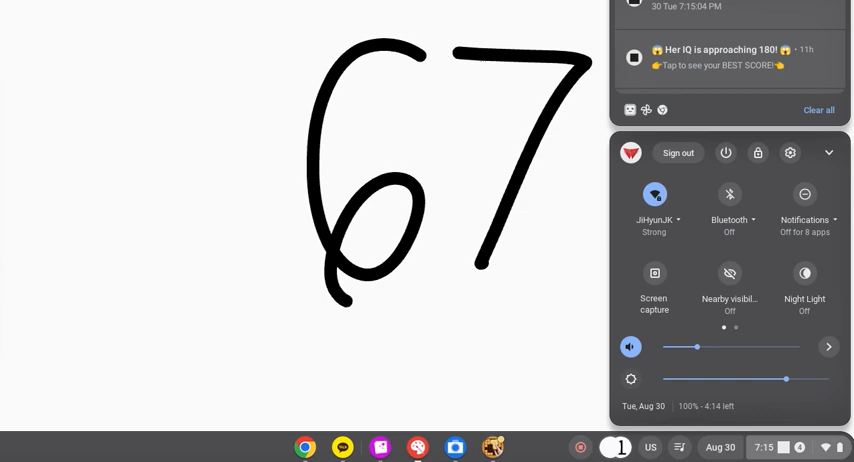 30 Tue 7:15:04 PM
😱 Her IQ is approaching 180! 😱 • 11h
👉Tap to see your BEST SCORE!👈
Clear all
67
Sign out
JiHyunJK
Strong
Bluetooth
Off
Notifications
Off for 8 apps
Screen
capture
Nearby visibil...
Off
Night Light
Off
Tue, Aug 30
100% - 4:14 left
1
US
Aug 30
7:15
4